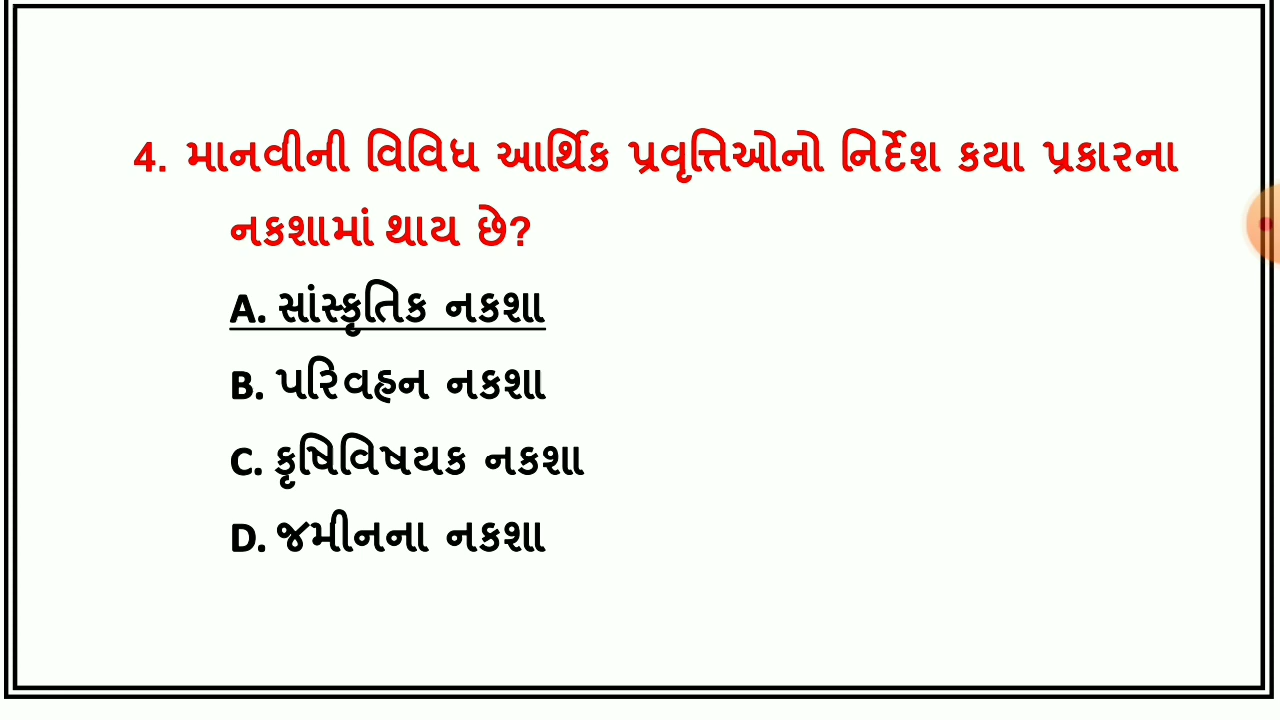 4. માનવીની વિવિધ આર્થિક પ્રવૃત્તિઓનો નિર્દેશ કયા પ્રકારના
નકશામાં થાય છે?
A. સાંસ્કૃતિક નકશા
B. પરિવહન નકશા
C. કૃષિવિષયક નકશા
D. જમીનના નકશા